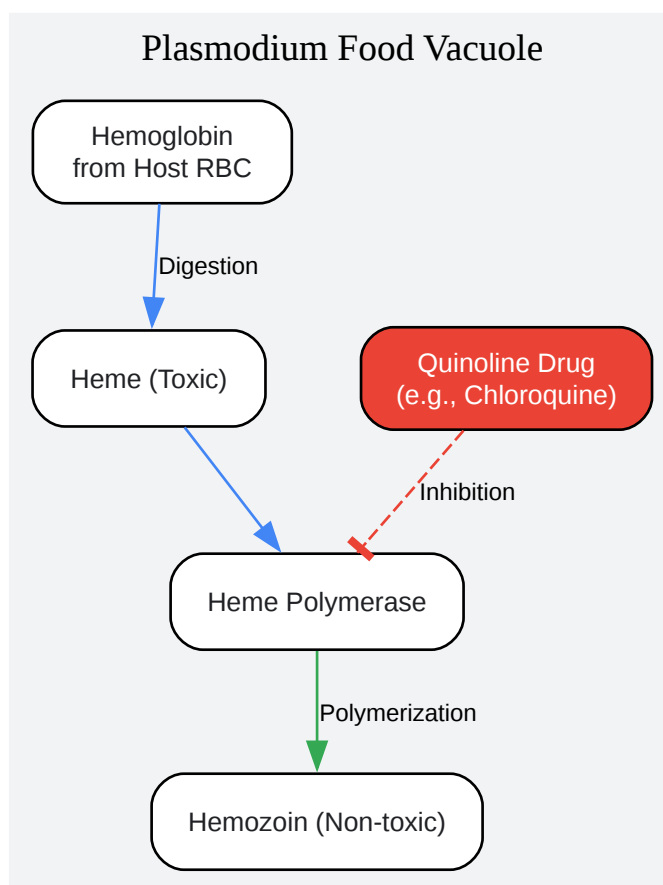 Plasmodium Food Vacuole
Hemoglobin
from Host RBC
Digestion
Heme (Toxic)
Quinoline Drug
(e.g., Chloroquine)
Inhibition
Heme Polymerase
Polymerization
Hemozoin (Non-toxic)